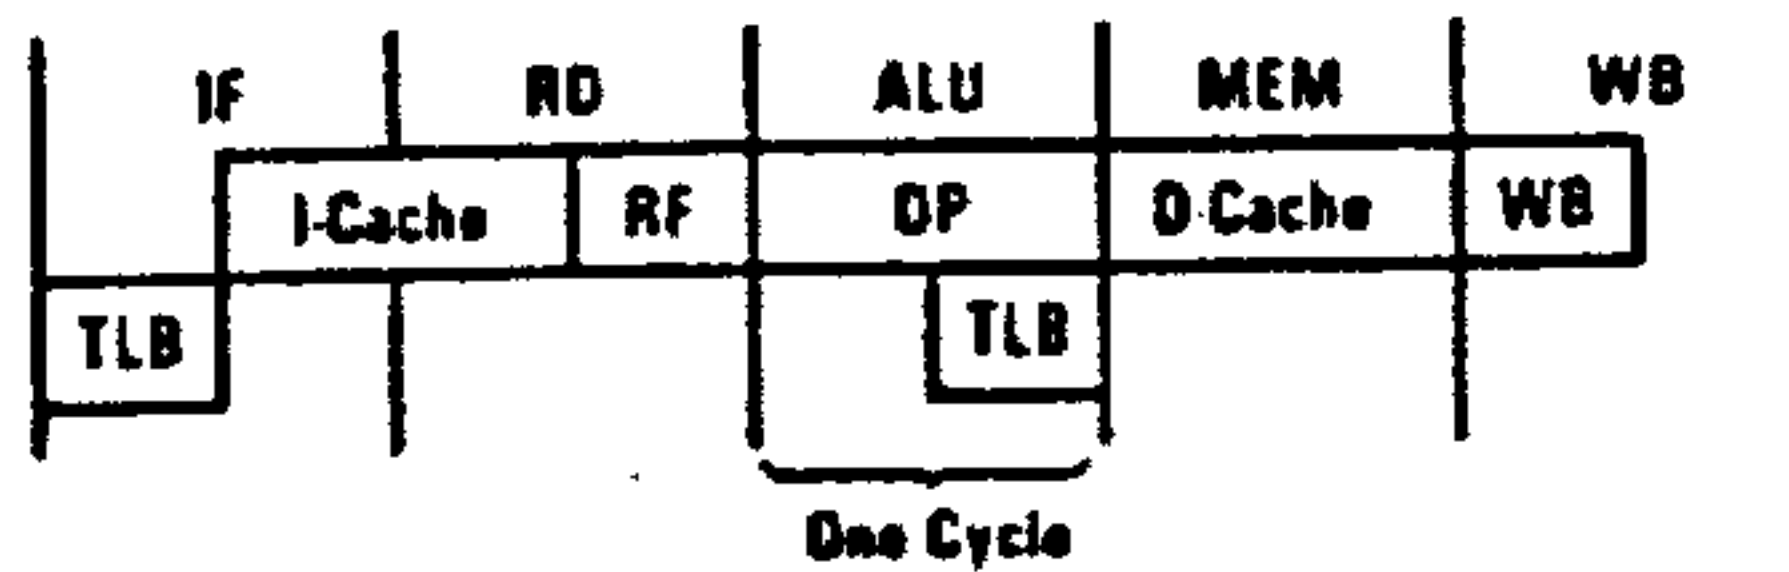 IF RD ALU MEM WB
I-Cache RF OP D-Cache WB
TLB TLB
One Cycle